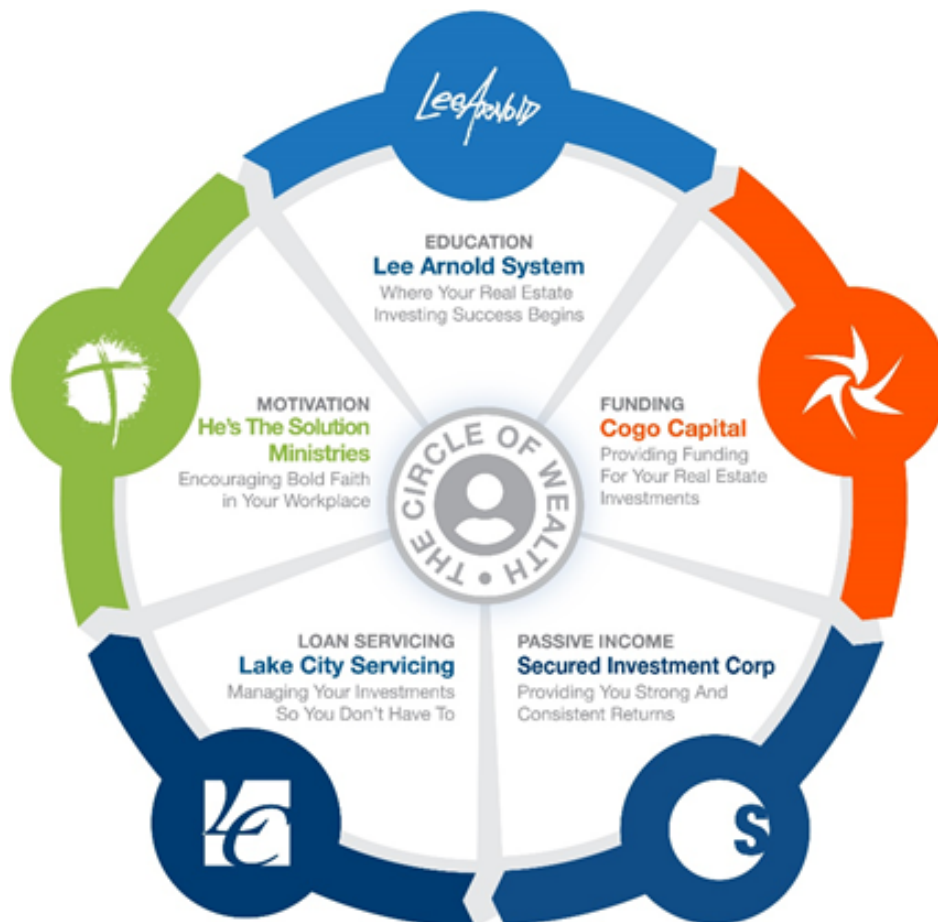 Lee Arnold
EDUCATION
Lee Arnold System
Where Your Real Estate
Investing Success Begins
FUNDING
Cogo Capital
Providing Funding
For Your Real Estate
Investments
PASSIVE INCOME
Secured Investment Corp
Providing You Strong And
Consistent Returns
S
LOAN SERVICING
Lake City Servicing
Managing Your Investments
So You Don't Have To
LC
MOTIVATION
He's The Solution
Ministries
Encouraging Bold Faith
in Your Workplace
THE CIRCLE OF WEALTH •